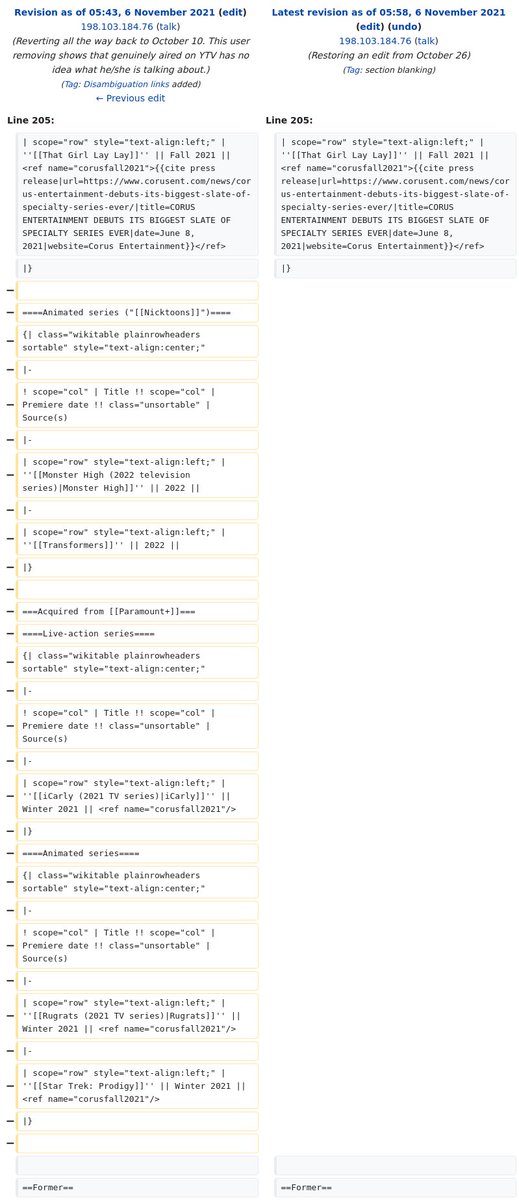 Revision as of 05:43, 6 November 2021 (edit)
198.103.184.76 (talk)
(Reverting all the way back to October 10. This user
removing shows that genuinely aired on YTV has no
idea what he/she is talking about.)
(Tag: Disambiguation links added)
← Previous edit
Latest revision as of 05:58, 6 November 2021
(edit) (undo)
198.103.184.76 (talk)
(Restoring an edit from October 26)
(Tag: section blanking)
Line 205:
Line 205:
| scope="row" style="text-align:left;" |
''[[That Girl Lay Lay]]'' || Fall 2021 ||
<ref name="corusfall2021">{{cite press
release|url=https://www.corusent.com/news/cor
us-entertainment-debuts-its-biggest-slate-of-
specialty-series-ever/|title=CORUS
ENTERTAINMENT DEBUTS ITS BIGGEST SLATE OF
SPECIALTY SERIES EVER|date=June 8,
2021|website=Corus Entertainment}}</ref>
| scope="row" style="text-align:left;" |
''[[That Girl Lay Lay]]'' || Fall 2021 ||
<ref name="corusfall2021">{{cite press
release|url=https://www.corusent.com/news/cor
us-entertainment-debuts-its-biggest-slate-of-
specialty-series-ever/|title=CORUS
ENTERTAINMENT DEBUTS ITS BIGGEST SLATE OF
SPECIALTY SERIES EVER|date=June 8,
2021|website=Corus Entertainment}}</ref>
|}
|}
−
− ====Animated series ("[[Nicktoons]]")====
− {| class="wikitable plainrowheaders
sortable" style="text-align:center;"
− |-
− ! scope="col" | Title !! scope="col" |
Premiere date !! class="unsortable" |
Source(s)
− |-
− | scope="row" style="text-align:left;" |
''[[Monster High (2022 television
series)|Monster High]]'' || 2022 ||
− |-
− | scope="row" style="text-align:left;" |
''[[Transformers]]'' || 2022 ||
− |}
−
− ===Acquired from [[Paramount+]]===
− ====Live-action series====
− {| class="wikitable plainrowheaders
sortable" style="text-align:center;"
− |-
− ! scope="col" | Title !! scope="col" |
Premiere date !! class="unsortable" |
Source(s)
− |-
− | scope="row" style="text-align:left;" |
''[[iCarly (2021 TV series)|iCarly]]'' ||
Winter 2021 || <ref name="corusfall2021"/>
− |}
− ====Animated series====
− {| class="wikitable plainrowheaders
sortable" style="text-align:center;"
− |-
− ! scope="col" | Title !! scope="col" |
Premiere date !! class="unsortable" |
Source(s)
− |-
− | scope="row" style="text-align:left;" |
''[[Rugrats (2021 TV series)|Rugrats]]'' ||
Winter 2021 || <ref name="corusfall2021"/>
− |-
− | scope="row" style="text-align:left;" |
''[[Star Trek: Prodigy]]'' || Winter 2021 ||
<ref name="corusfall2021"/>
− |}
−
==Former==
==Former==